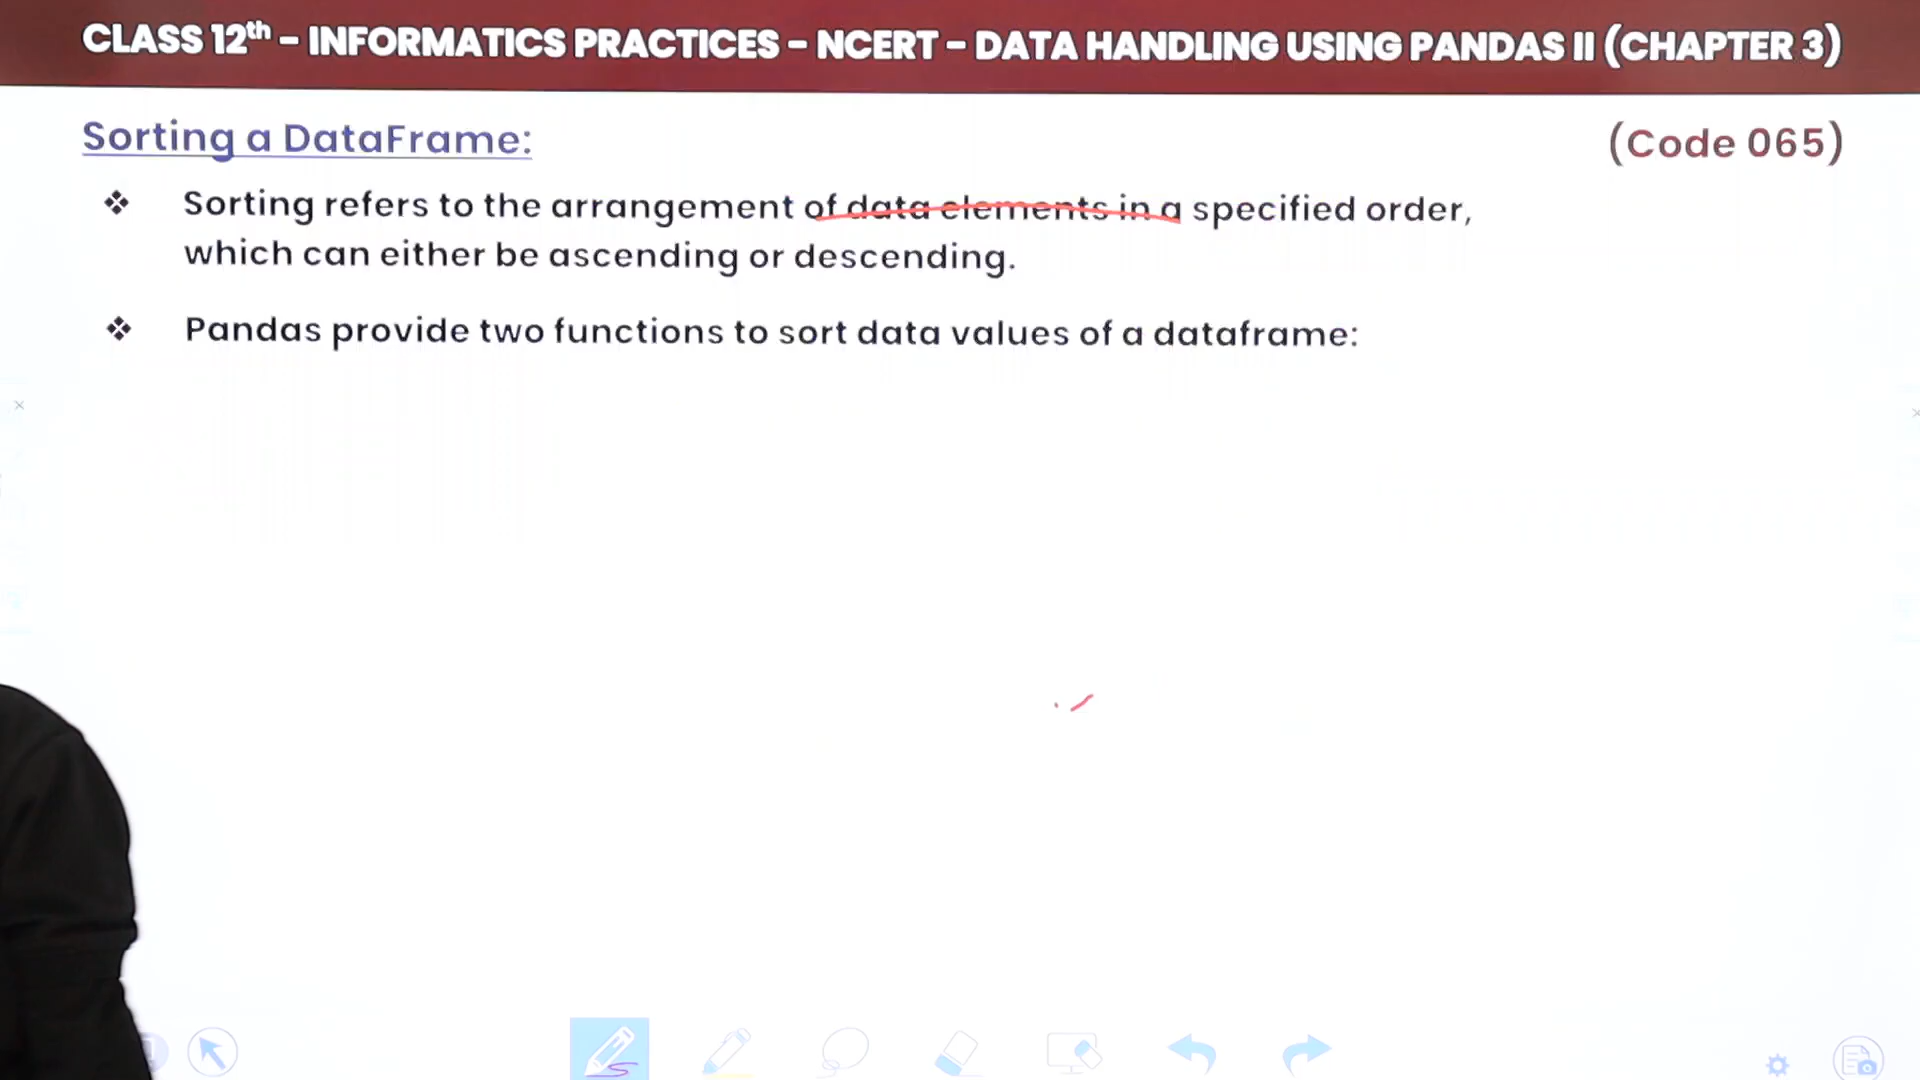 CLASS 12th - INFORMATICS PRACTICES - NCERT - DATA HANDLING USING PANDAS II (CHAPTER 3)
Sorting a DataFrame:
(Code 065)
❖ Sorting refers to the arrangement of data elements in a specified order,
which can either be ascending or descending.
❖ Pandas provide two functions to sort data values of a dataframe: